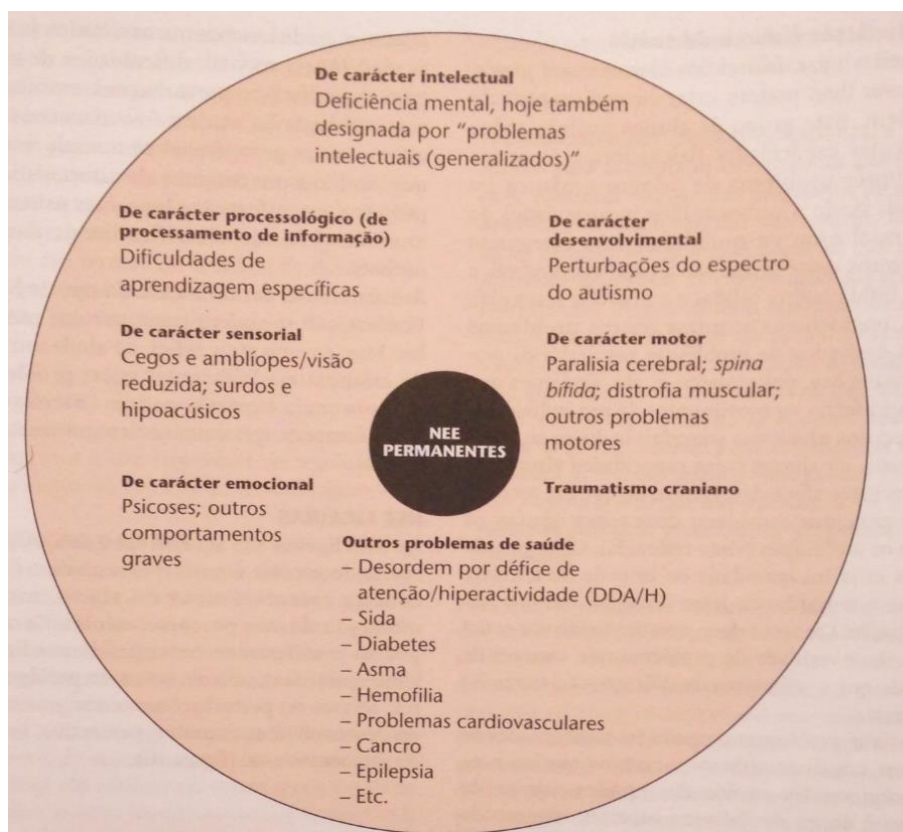 De carácter intelectual
Deficiência mental, hoje também
designada por “problemas
intelectuais (generalizados)”
De carácter processológico (de
processamento de informação)
Dificuldades de
aprendizagem específicas
De carácter sensorial
Cegos e amblíopes/visão
reduzida; surdos e
hipoacúsicos
De carácter emocional
Psicoses; outros
comportamentos
graves
De carácter
desenvolvimental
Perturbações do espectro
do autismo
De carácter motor
Paralisia cerebral; spina
bífida; distrofia muscular;
outros problemas
motores
Traumatismo craniano
NEE
PERMANENTES
Outros problemas de saúde
– Desordem por défice de
atenção/hiperactividade (DDA/H)
– Sida
– Diabetes
– Asma
– Hemofilia
– Problemas cardiovasculares
– Cancro
– Epilepsia
– Etc.